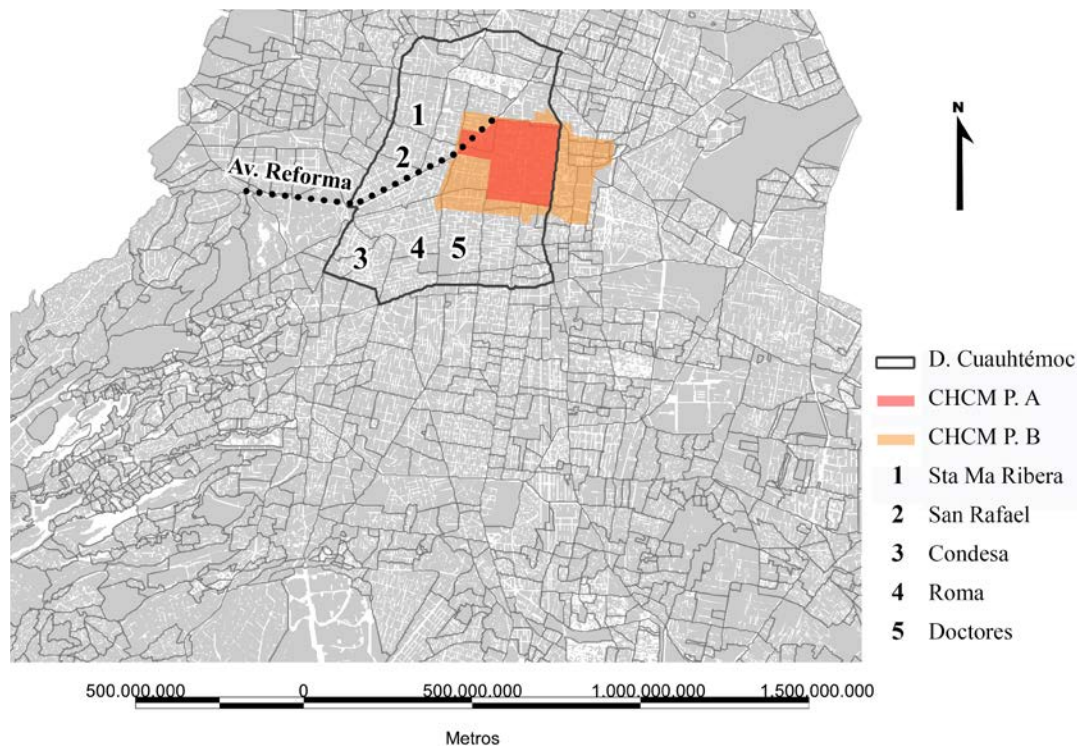 N
1
2
Av. Reforma
3
4
5
D. Cuauhtémoc
CHCM P. A
CHCM P. B
1 Sta Ma Ribera
2 San Rafael
3 Condesa
4 Roma
5 Doctores
500.000.000 0 500.000.000 1.000.000.000 1.500.000.000
Metros